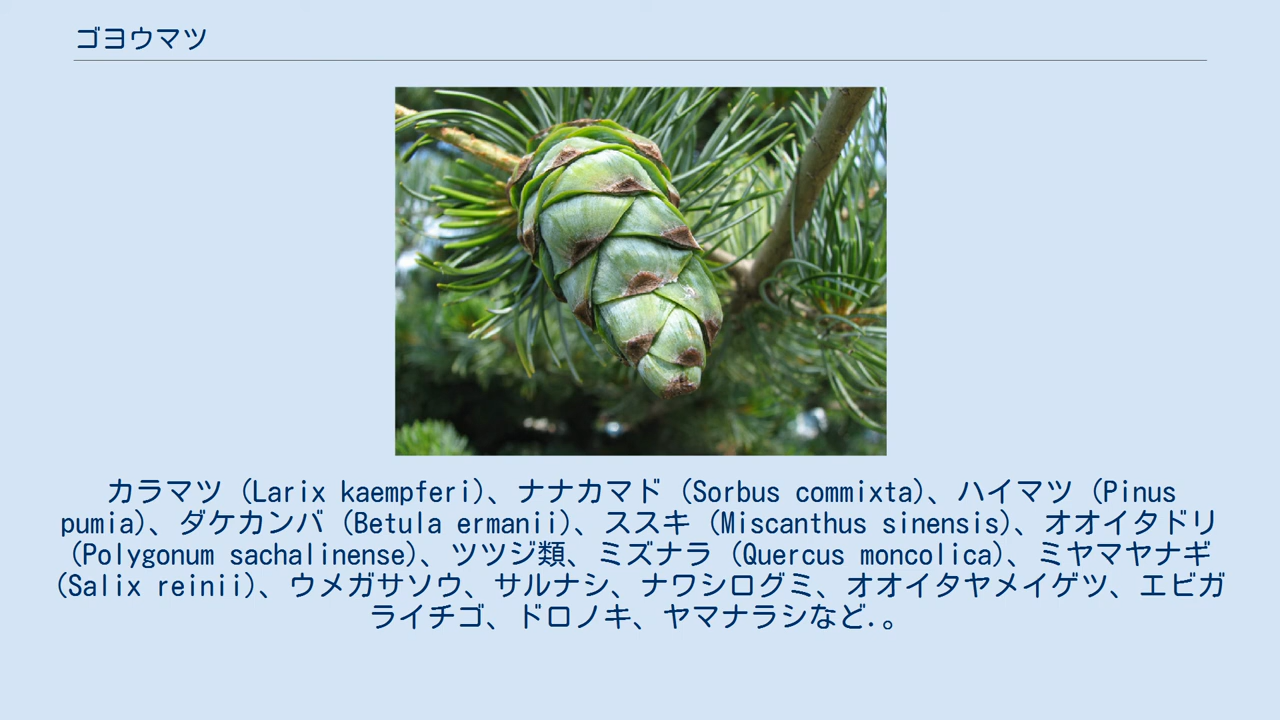 ゴヨウマツ
カラマツ (Larix kaempferi)、ナナカマド (Sorbus commixta)、ハイマツ (Pinus
pumia)、ダケカンバ (Betula ermanii)、ススキ (Miscanthus sinensis)、オオイタドリ
(Polygonum sachalinense)、ツツジ類、ミズナラ (Quercus moncolica)、ミヤマヤナギ
(Salix reinii)、ウメガサソウ、サルナシ、ナワシログミ、オオイタヤメイゲツ、エビガ
ライチゴ、ドロノキ、ヤマナラシなど.。